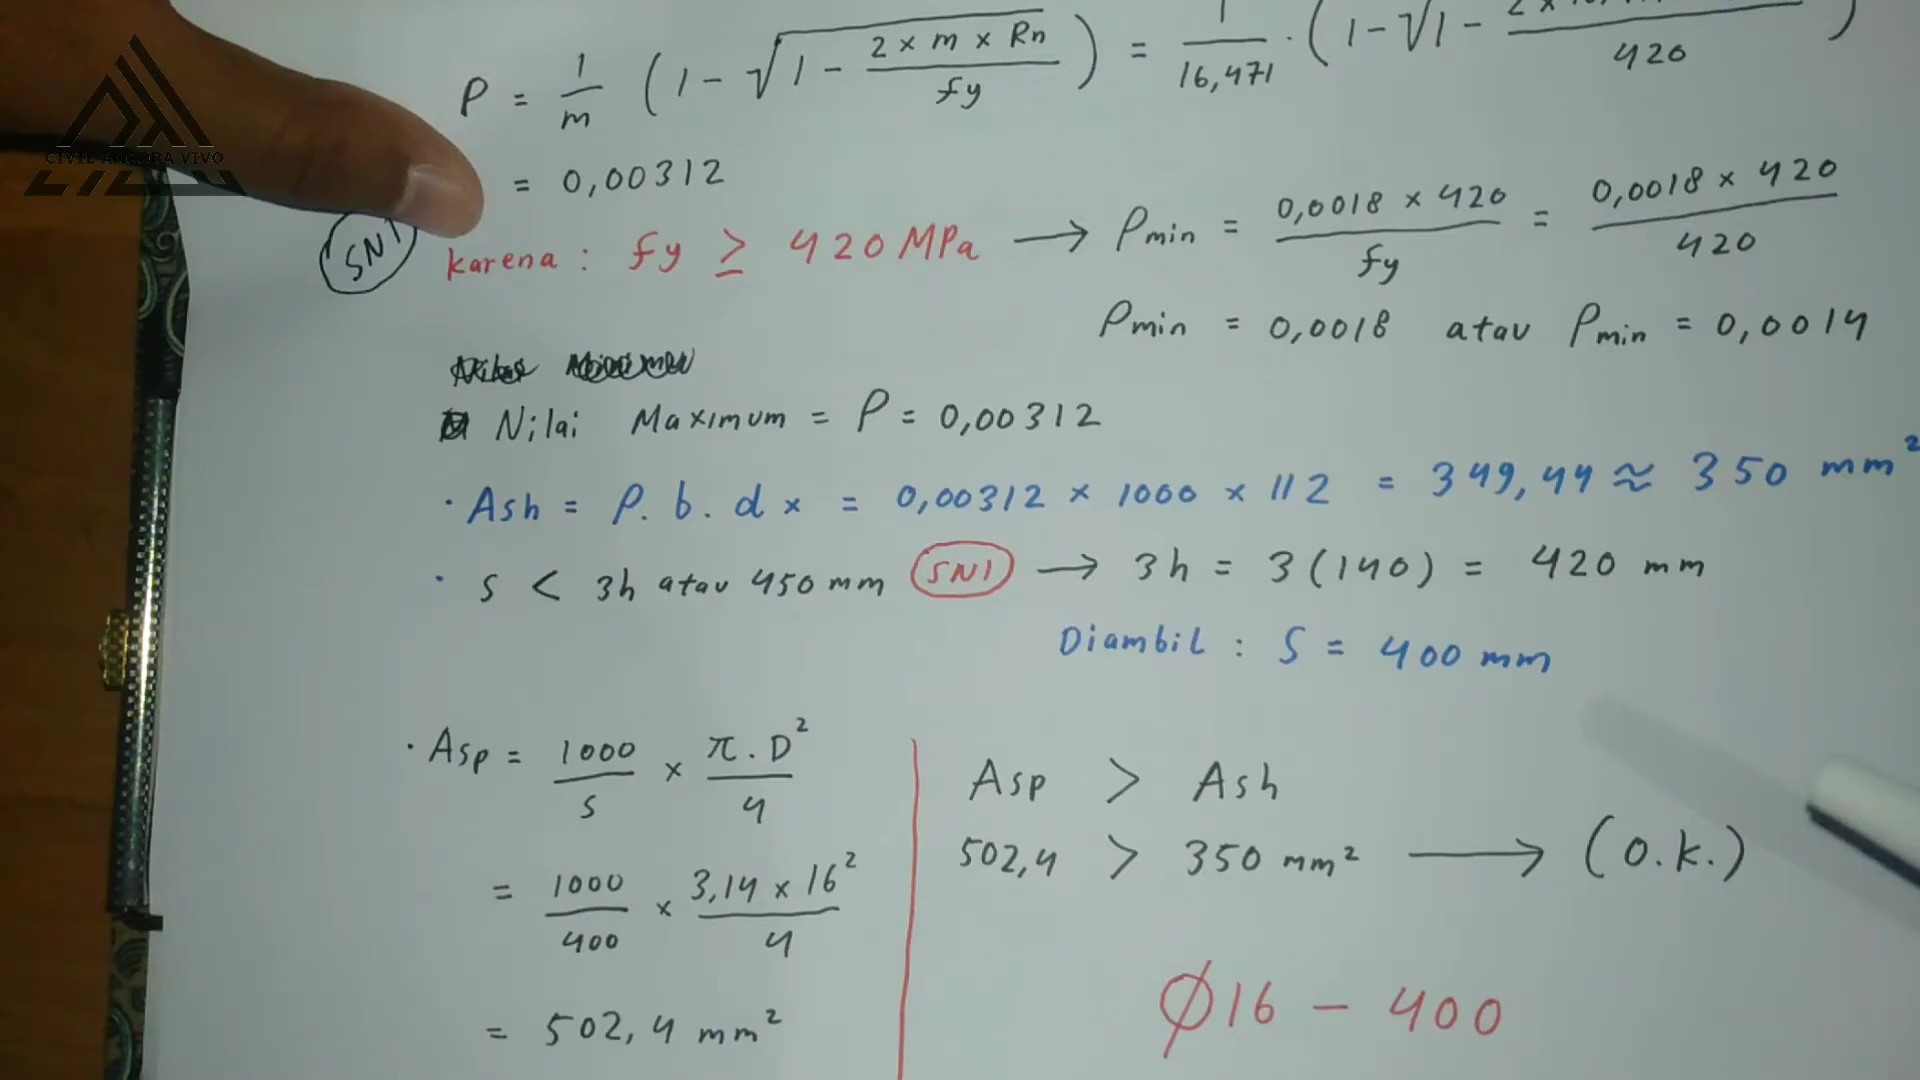 CIVIL ANCORA VIVO
ρ = 1/m (1 - √1 - 2 × m × Rn / fy) = 1/16,471 . (1 - √1 - 2 × / 420)
= 0,00312
SNI
Karena : fy ≥ 420 MPa → ρmin = 0,0018 × 420 / fy = 0,0018 × 420 / 420
ρmin = 0,0018 atau ρmin = 0,0014
Nilai Maximum = ρ = 0,00312
· Ash = ρ. b. dx = 0,00312 × 1000 × 112 = 349,44 ≈ 350 mm²
· S < 3h atau 450 mm SNI → 3h = 3(140) = 420 mm
Diambil : S = 400 mm
· Asp = 1000/s × π.D²/4
= 1000/400 × 3,14 × 16²/4
= 502,4 mm²
Asp > Ash
502,4 > 350 mm² → (O.K.)
Ø16 - 400